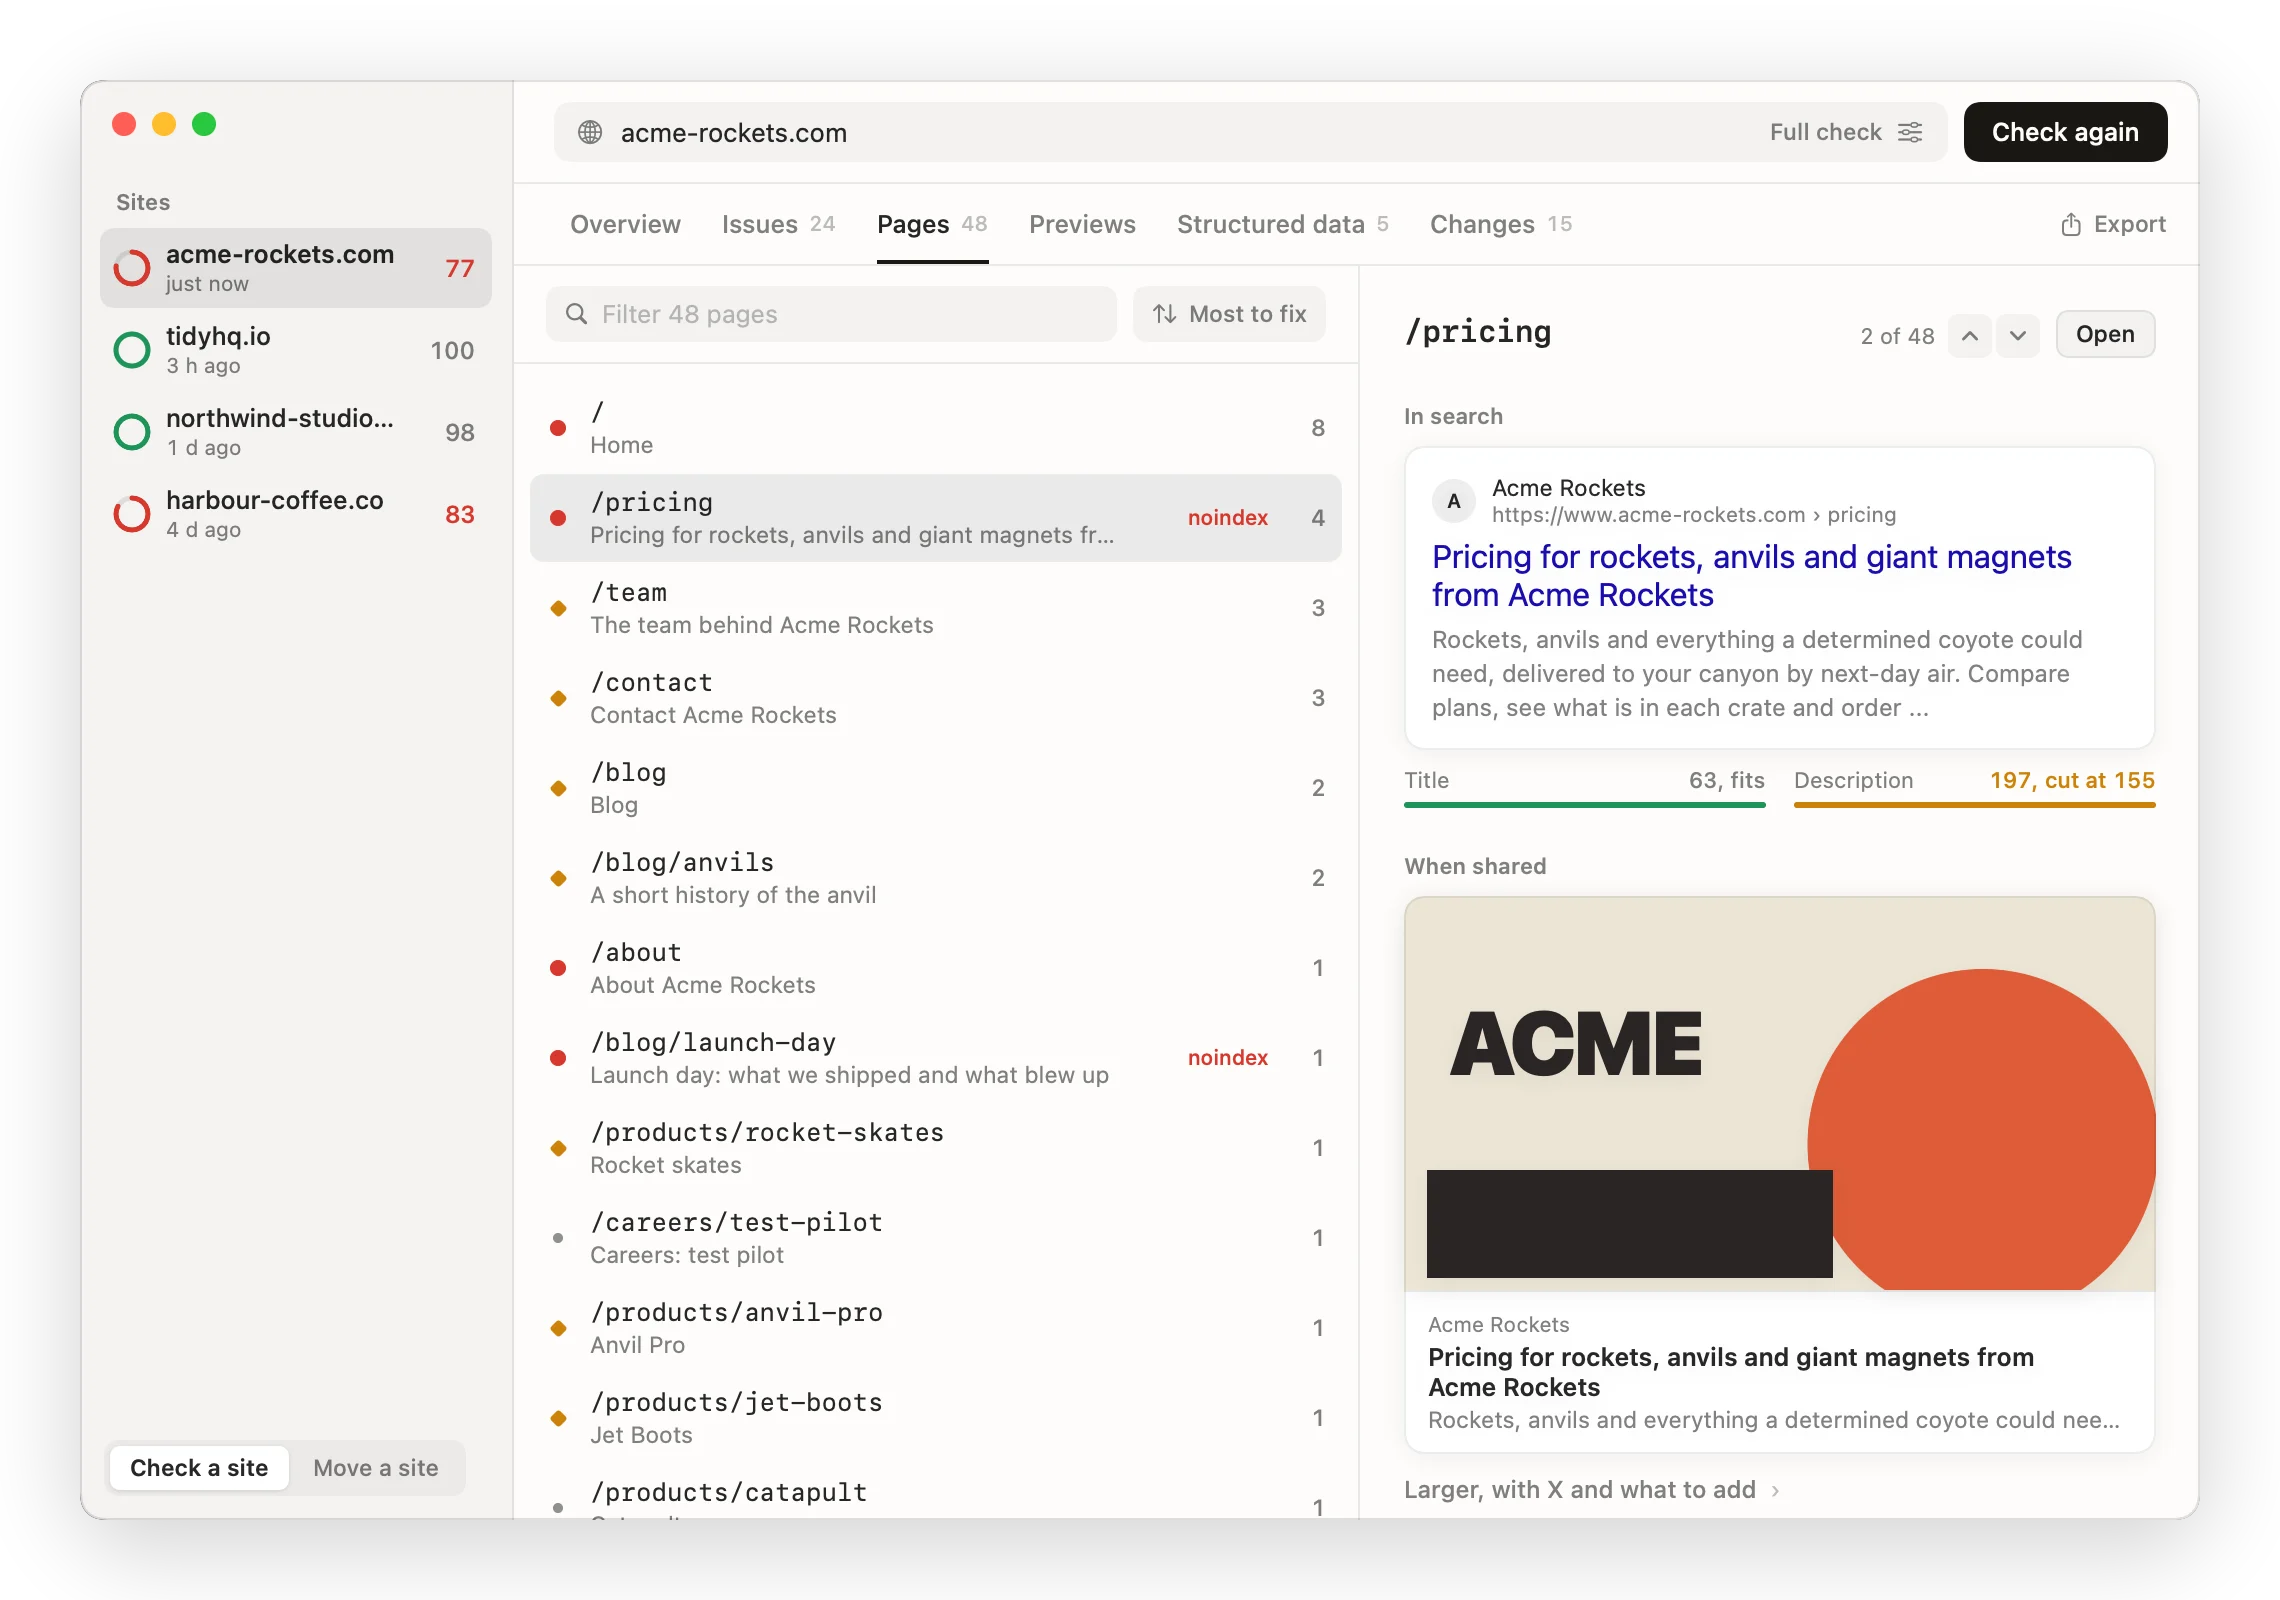 acme-rockets.com
Full check
Check again
Sites
acme-rockets.com
just now
77
tidyhq.io
3 h ago
100
northwind-studio...
1 d ago
98
harbour-coffee.co
4 d ago
83
Check a site
Move a site
Overview
Issues 24
Pages 48
Previews
Structured data 5
Changes 15
Export
Filter 48 pages
Most to fix
/
Home
8
/pricing
Pricing for rockets, anvils and giant magnets fr...
noindex
4
/team
The team behind Acme Rockets
3
/contact
Contact Acme Rockets
3
/blog
Blog
2
/blog/anvils
A short history of the anvil
2
/about
About Acme Rockets
1
/blog/launch-day
Launch day: what we shipped and what blew up
noindex
1
/products/rocket-skates
Rocket skates
1
/careers/test-pilot
Careers: test pilot
1
/products/anvil-pro
Anvil Pro
1
/products/jet-boots
Jet Boots
1
/products/catapult
1
/pricing
2 of 48
Open
In search
A
Acme Rockets
https://www.acme-rockets.com › pricing
Pricing for rockets, anvils and giant magnets
from Acme Rockets
Rockets, anvils and everything a determined coyote could
need, delivered to your canyon by next-day air. Compare
plans, see what is in each crate and order ...
Title
63, fits
Description
197, cut at 155
When shared
ACME
Acme Rockets
Pricing for rockets, anvils and giant magnets from
Acme Rockets
Rockets, anvils and everything a determined coyote could nee...
Larger, with X and what to add ›